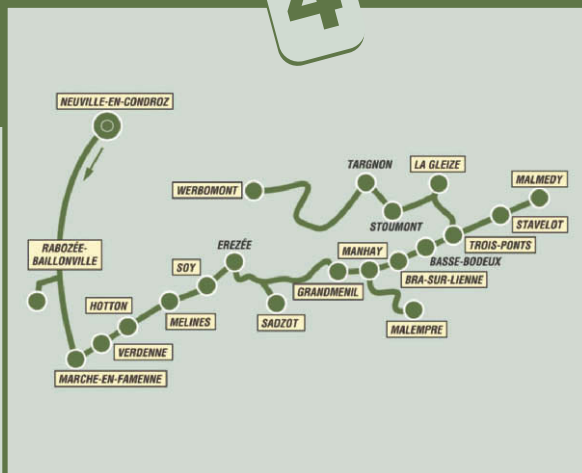 4
NEUVILLE-EN-CONDROZ
TARGNON
LA GLEIZE
MALMEDY
WERBOMONT
STAVELOT
STOUMONT
TROIS-PONTS
RABOZÉE-
BAILLONVILLE
EREZÉE
MANHAY
BASSE-BODEUX
SOY
BRA-SUR-LIENNE
GRANDMENIL
HOTTON
MELINES
SADZOT
MALEMPRE
VERDENNE
MARCHE-EN-FAMENNE